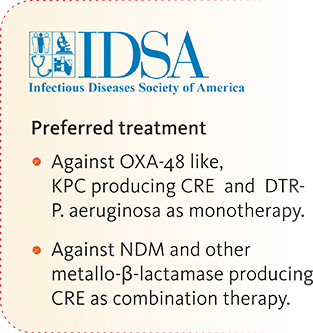 IDSA
Infectious Diseases Society of America
Preferred treatment
• Against OXA-48 like,
KPC producing CRE and DTR-
P. aeruginosa as monotherapy.
• Against NDM and other
metallo-β-lactamase producing
CRE as combination therapy.